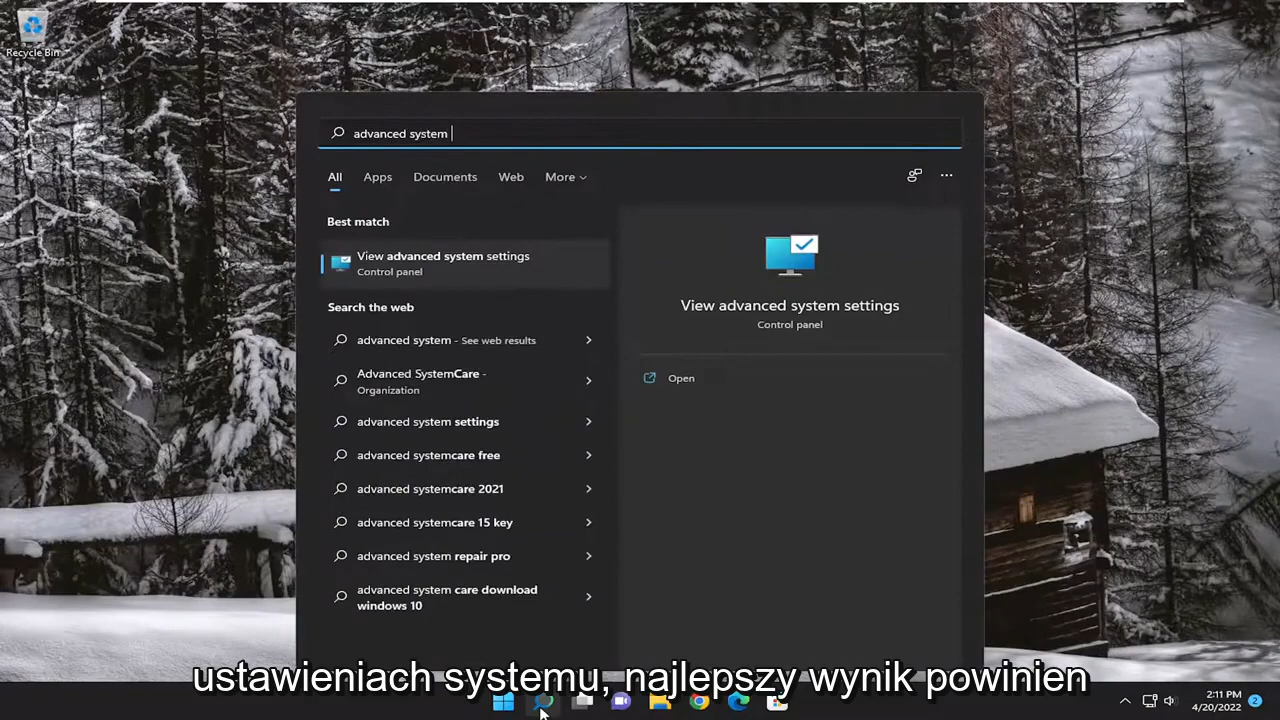 Recycle Bin
advanced system
All Apps Documents Web More
Best match
View advanced system settings
Control panel
Search the web
advanced system - See web results
Advanced SystemCare -
Organization
advanced system settings
advanced systemcare free
advanced systemcare 2021
advanced systemcare 15 key
advanced system repair pro
advanced system care download
windows 10
View advanced system settings
Control panel
Open
ustawieniach systemu, najlepszy wynik powinien
2:11 PM
4/20/2022
2